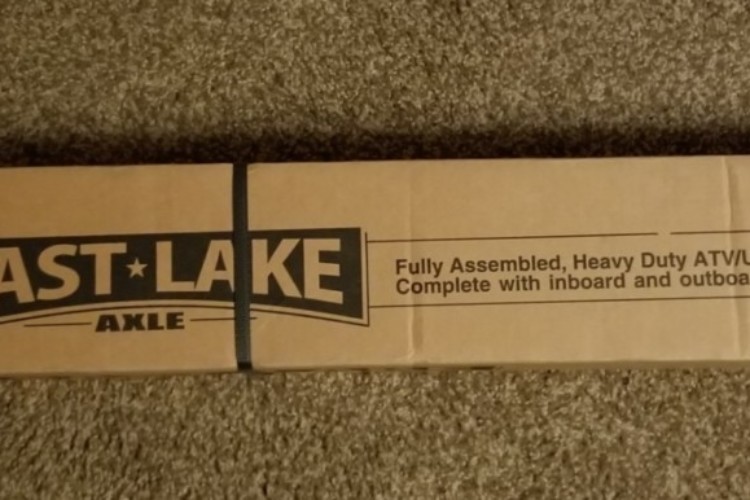 AST★LAKE
AXLE
Fully Assembled, Heavy Duty ATV/U
Complete with inboard and outboa